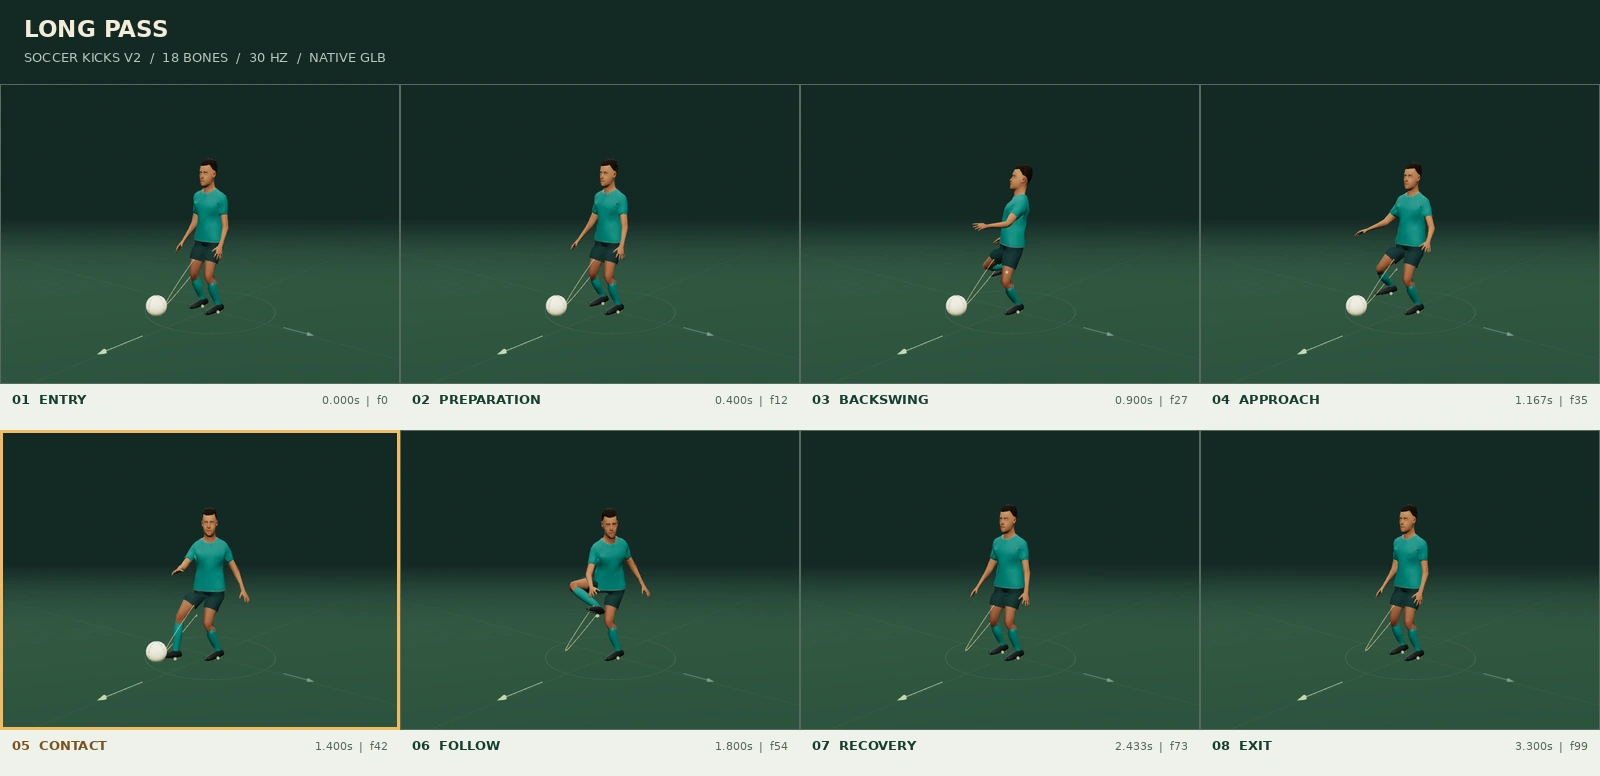 LONG PASS
SOCCER KICKS V2 / 18 BONES / 30 HZ / NATIVE GLB
01 ENTRY 0.000s | f0
02 PREPARATION 0.400s | f12
03 BACKSWING 0.900s | f27
04 APPROACH 1.167s | f35
05 CONTACT 1.400s | f42
06 FOLLOW 1.800s | f54
07 RECOVERY 2.433s | f73
08 EXIT 3.300s | f99